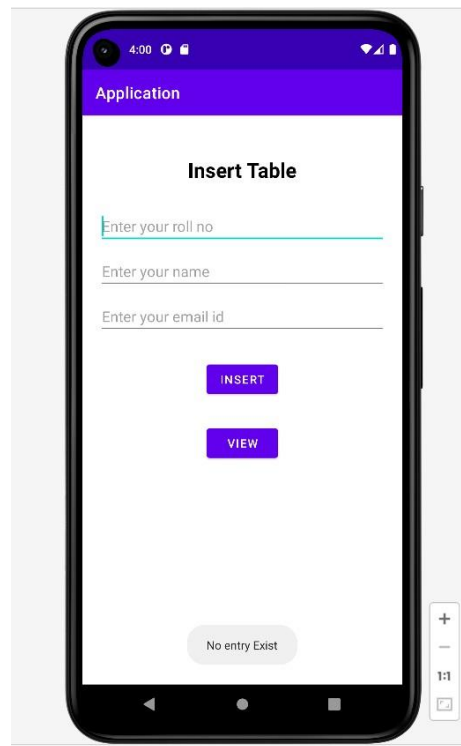 4:00
Application
Insert Table
Enter your roll no
Enter your name
Enter your email id
INSERT
VIEW
No entry Exist
1:1